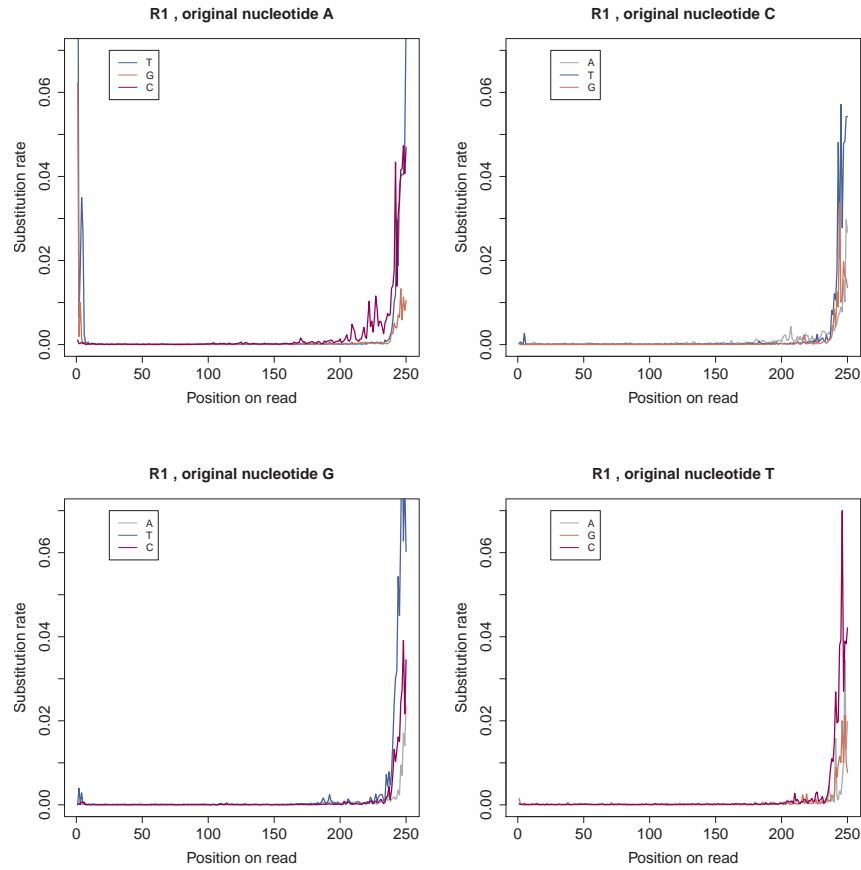 R1 , original nucleotide A
T
G
C
Substitution rate
0.00 0.02 0.04 0.06
0 50 100 150 200 250
Position on read
R1 , original nucleotide C
A
T
G
Substitution rate
0.00 0.02 0.04 0.06
0 50 100 150 200 250
Position on read
R1 , original nucleotide G
A
T
C
Substitution rate
0.00 0.02 0.04 0.06
0 50 100 150 200 250
Position on read
R1 , original nucleotide T
A
G
C
Substitution rate
0.00 0.02 0.04 0.06
0 50 100 150 200 250
Position on read